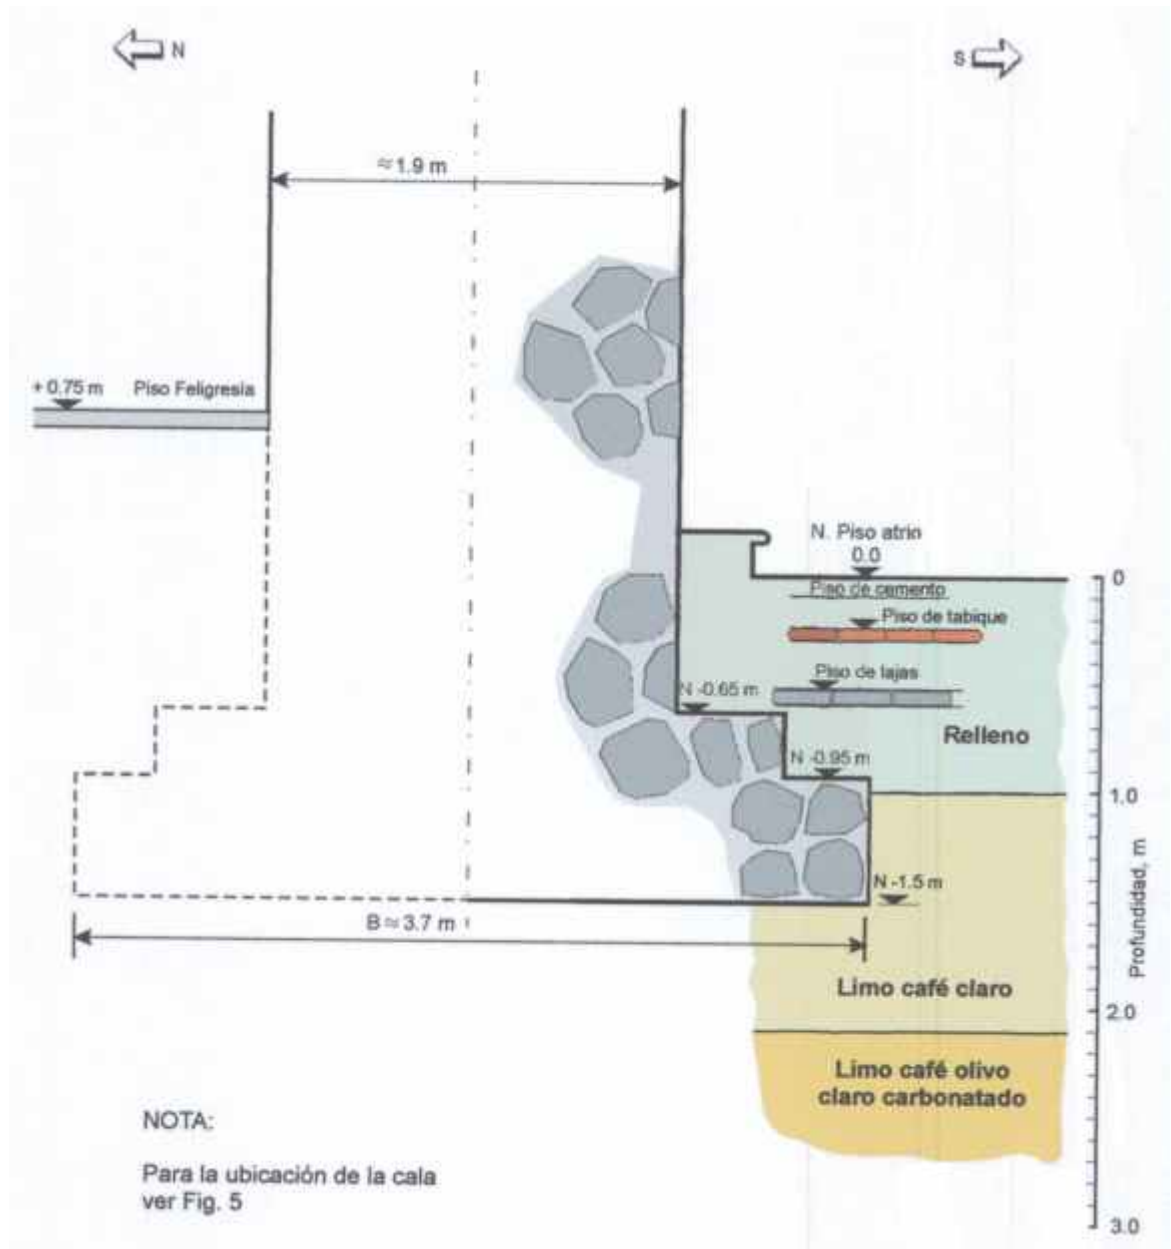 N
S
≈1.9 m
+ 0.75 m
Piso Feligresía
N. Piso atrio
0.0
0
Piso de cemento
Piso de tabique
Piso de lajas
N -0.65 m
Relleno
N -0.95 m
1.0
N -1.5 m
B ≈ 3.7 m
Profundidad, m
Limo café claro
2.0
Limo café olivo
claro carbonatado
NOTA:
Para la ubicación de la cala
ver Fig. 5
3.0